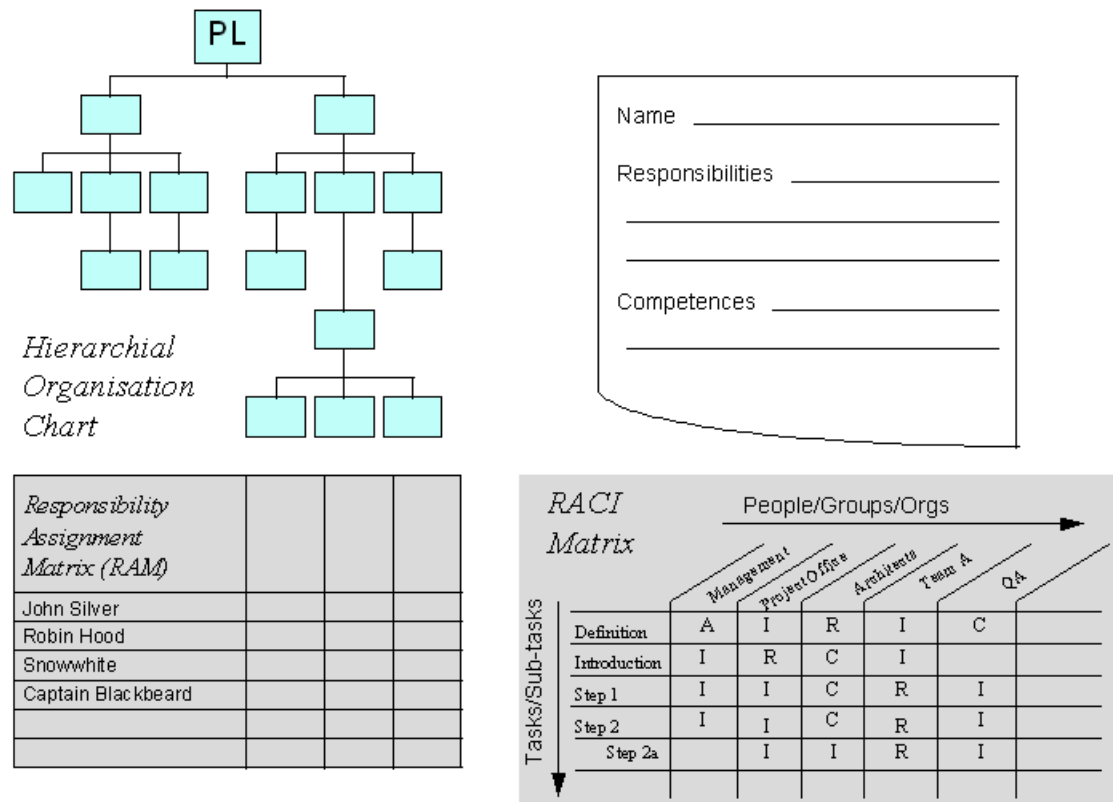 PL
Hierarchial
Organisation
Chart
Name
Responsibilities
Competences
Responsibility
Assignment
Matrix (RAM)
John Silver
Robin Hood
Snowwhite
Captain Blackbeard
RACI
Matrix
People/Groups/Orgs
Tasks/Sub-tasks
Management Project Office Architects Team A QA
Definition A I R I C
Introduction I R C I
Step 1 I I C R I
Step 2 I I C R I
Step 2a I I R I